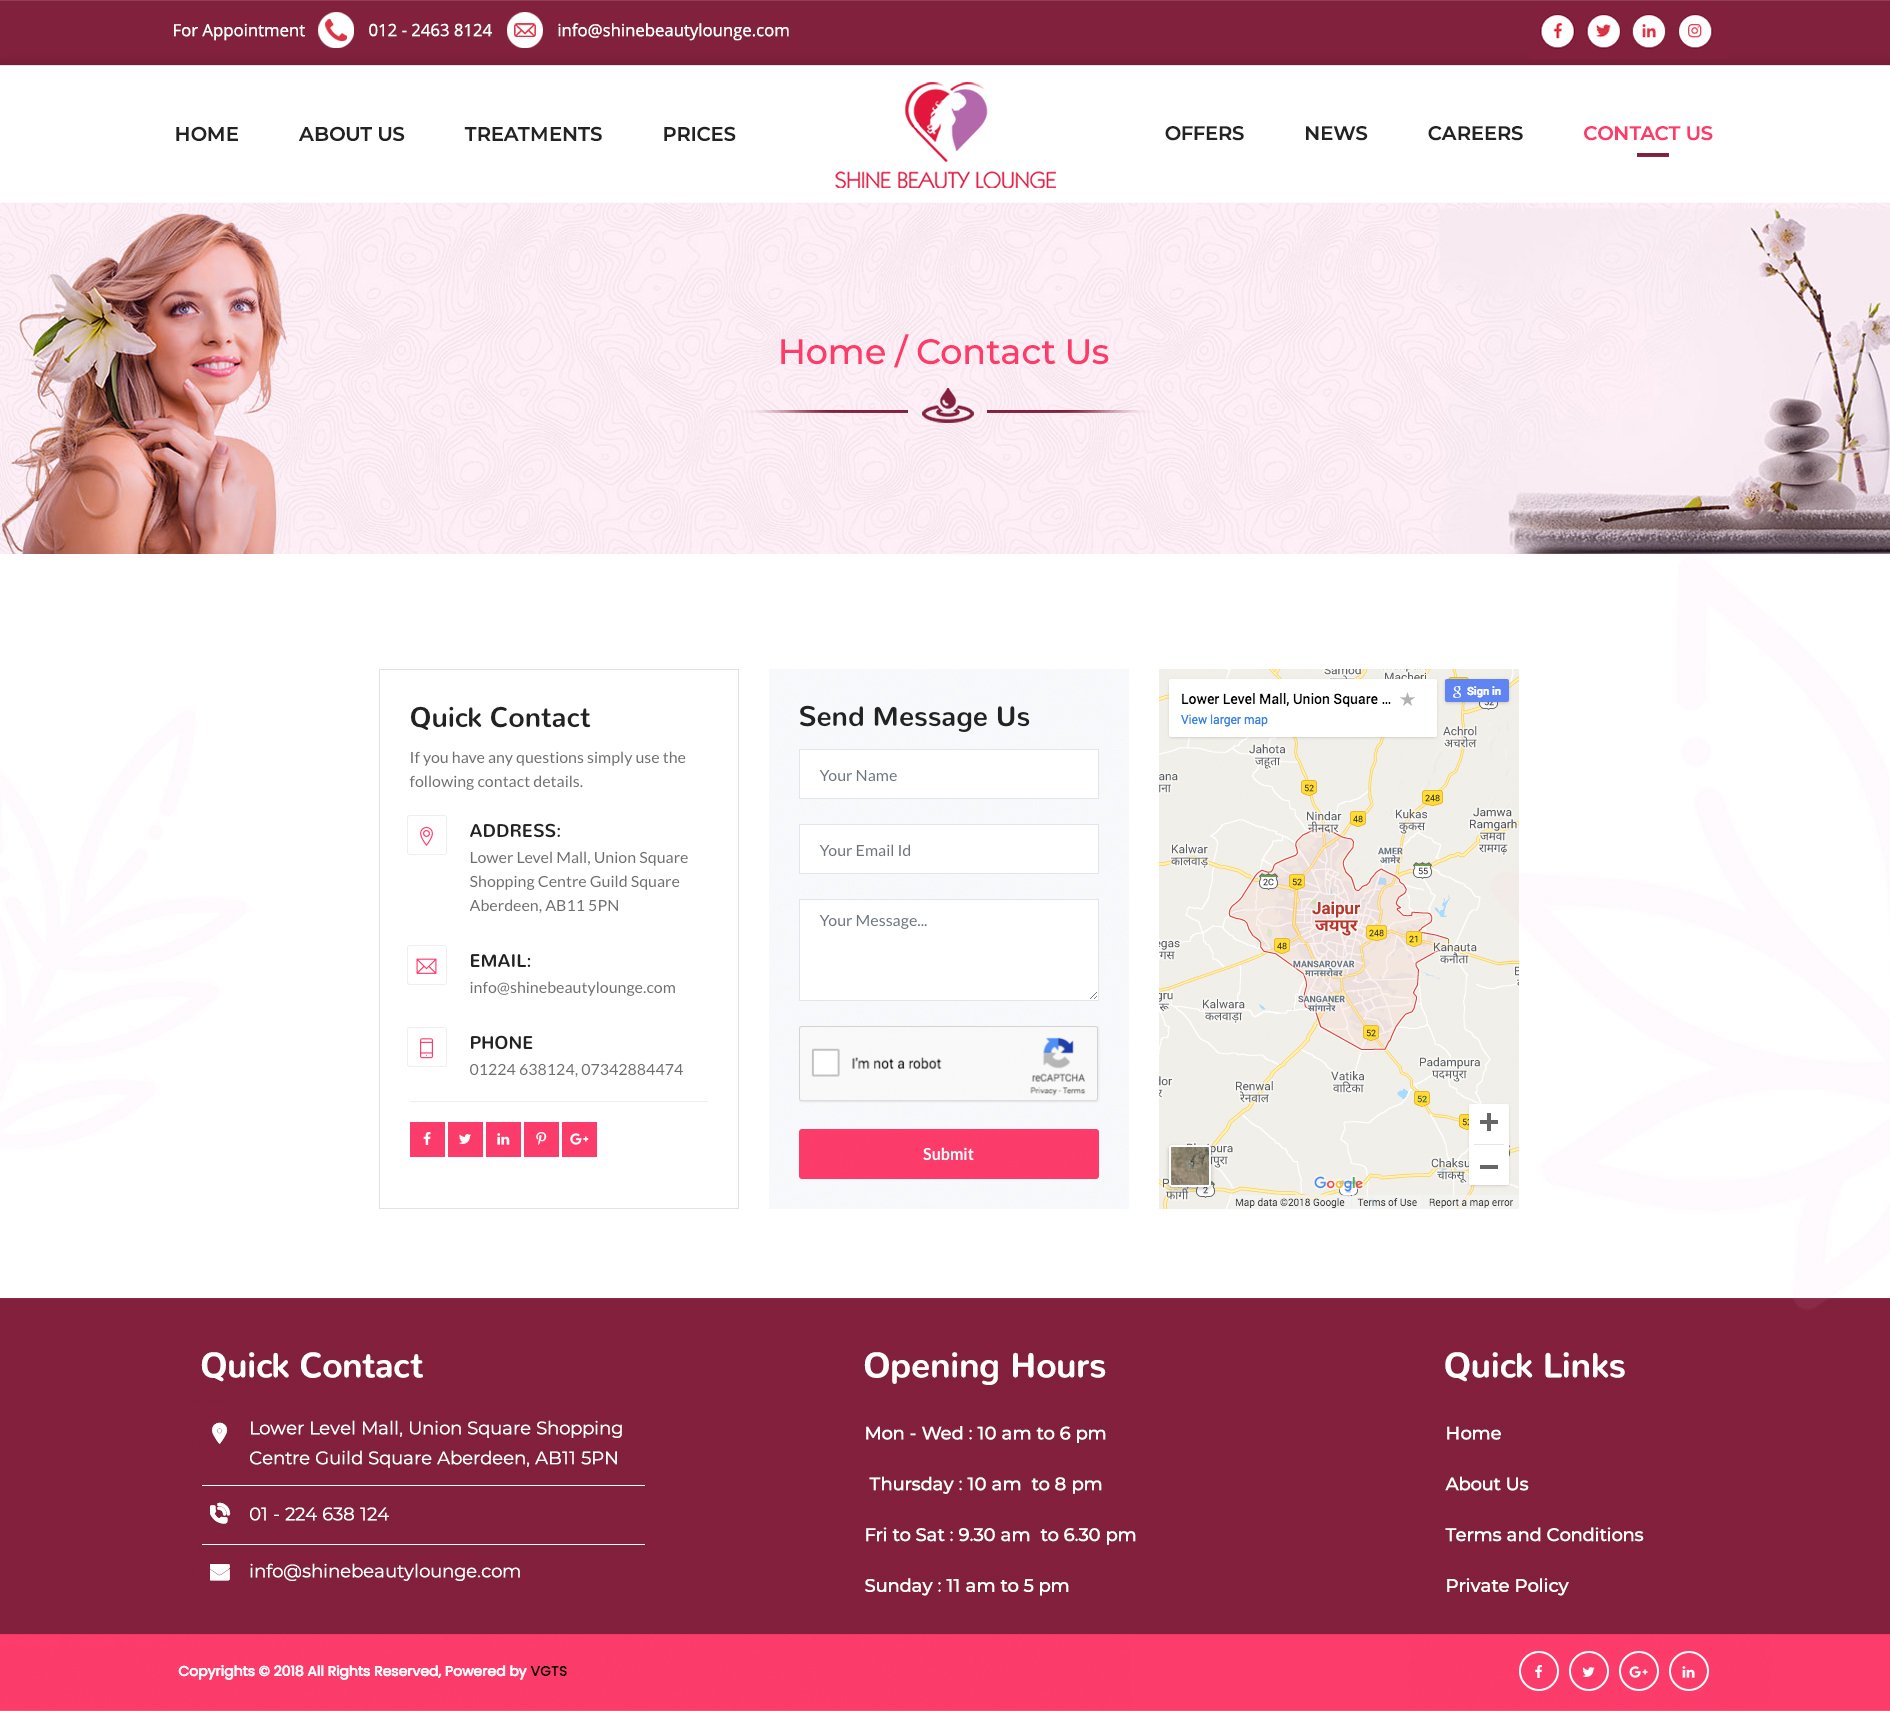 For Appointment 012 - 2463 8124 info@shinebeautylounge.com
HOME ABOUT US TREATMENTS PRICES
SHINE BEAUTY LOUNGE
OFFERS NEWS CAREERS CONTACT US
Home / Contact Us
Quick Contact
If you have any questions simply use the
following contact details.
ADDRESS:
Lower Level Mall, Union Square
Shopping Centre Guild Square
Aberdeen, AB11 5PN
EMAIL:
info@shinebeautylounge.com
PHONE
01224 638124, 07342884474
Send Message Us
Your Name
Your Email Id
Your Message...
I'm not a robot
reCAPTCHA
Privacy - Terms
Submit
Samod
Macheri
Lower Level Mall, Union Square ...
View larger map
Sign in
52
Achrol
अचरोल
Jahota
जहूता
ana
ाना
52
248
Nindar
नीनदार
48
Kukas
कुकस
Jamwa
Ramgarh
जमवा
रामगढ़
Kalwar
कालवाड़
AMER
आमेर
55
2C
52
Jaipur
जयपुर
248
21
48
Kanauta
कनौता
egas
गस
MANSAROVAR
मानसरोवर
SANGANER
सांगानेर
Kalwara
कलवाड़ा
52
Padampura
पदमपुरा
Vatika
वाटिका
Renwal
रेनवाल
52
Chaksu
चाकसू
फागी
2
Google
Map data ©2018 Google Terms of Use Report a map error
Quick Contact
Lower Level Mall, Union Square Shopping
Centre Guild Square Aberdeen, AB11 5PN
01 - 224 638 124
info@shinebeautylounge.com
Opening Hours
Mon - Wed : 10 am to 6 pm
Thursday : 10 am to 8 pm
Fri to Sat : 9.30 am to 6.30 pm
Sunday : 11 am to 5 pm
Quick Links
Home
About Us
Terms and Conditions
Private Policy
Copyrights © 2018 All Rights Reserved, Powered by VGTS